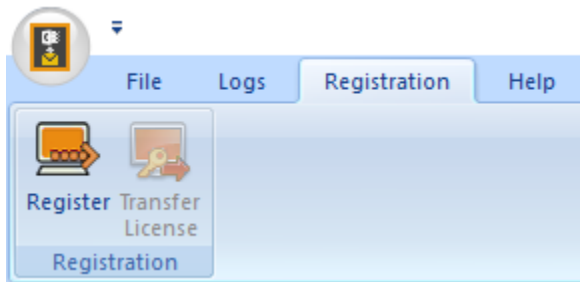 File Logs Registration Help
Register Transfer
License
Registration